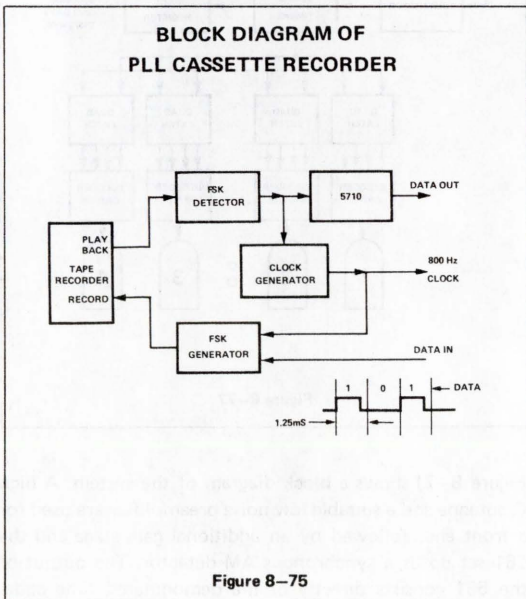 BLOCK DIAGRAM OF
PLL CASSETTE RECORDER
FSK
DETECTOR
5710
DATA OUT
PLAY
BACK
TAPE
RECORDER
RECORD
CLOCK
GENERATOR
800 Hz
CLOCK
FSK
GENERATOR
DATA IN
1 0 1 DATA
1.25mS
Figure 8–75